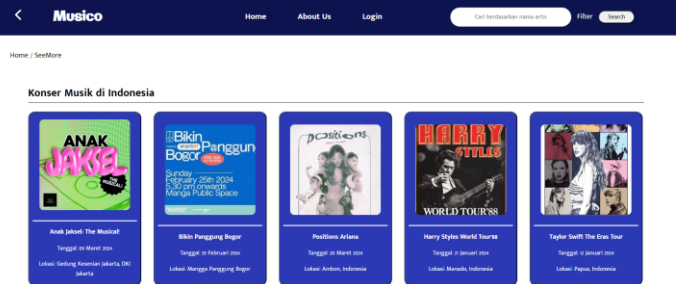 Musico
Home
About Us
Login
Cari berdasarkan nama artis
Filter
Search
Home / SeeMore
Konser Musik di Indonesia
ANAK
JAKSEL
THE
MUSICAL!
Anak Jaksel: The Musical!
Tanggal: 09 Maret 2024
Lokasi: Gedung Kesenian Jakarta, DKI
Jakarta
Bikin
Panggung
Bogor
Sunday
February 25th 2024
5.30 pm onwards
Manga Public Space
Bikin Panggung Bogor
Tanggal: 25 Februari 2024
Lokasi: Mangga Panggung Bogor
positions
Positions Ariana
Tanggal: 20 Maret 2024
Lokasi: Ambon, Indonesia
HARRY
STYLES
WORLD TOUR'88
Harry Styles World Tour'88
Tanggal: 21 Januari 2024
Lokasi: Manado, Indonesia
Taylor Swift The Eras Tour
Tanggal: 12 Januari 2024
Lokasi: Papua, Indonesia